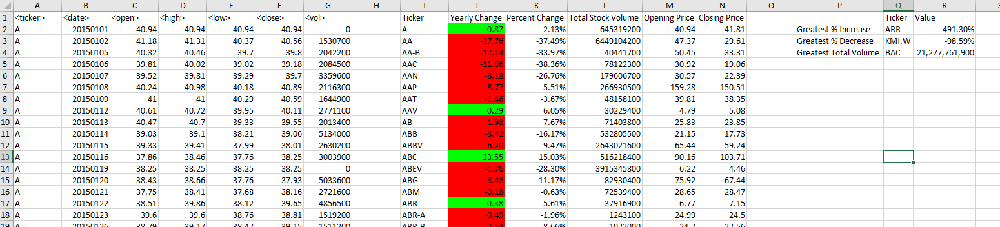 A B C D E F G H I J K L M N O P Q R
1 <ticker> <date> <open> <high> <low> <close> <vol> Ticker Yearly Change Percent Change Total Stock Volume Opening Price Closing Price Ticker Value
2 A 20150101 40.94 40.94 40.94 40.94 0 A 0.87 2.13% 645319200 40.94 41.81 Greatest % Increase ARR 491.30%
3 A 20150102 41.18 41.31 40.37 40.56 1530700 AA -17.76 -37.49% 6449104200 47.37 29.61 Greatest % Decrease KMI.W -98.59%
4 A 20150105 40.32 40.46 39.7 39.8 2042200 AA-B -17.14 -33.97% 40441700 50.45 33.31 Greatest Total Volume BAC 21,277,761,900
5 A 20150106 39.81 40.02 39.02 39.18 2084500 AAC -11.86 -38.36% 78122300 30.92 19.06
6 A 20150107 39.52 39.81 39.29 39.7 3359600 AAN -8.18 -26.76% 179606700 30.57 22.39
7 A 20150108 40.24 40.98 40.18 40.89 2116300 AAP -8.77 -5.51% 266930500 159.28 150.51
8 A 20150109 41 41 40.29 40.59 1644900 AAT -1.46 -3.67% 48158100 39.81 38.35
9 A 20150112 40.61 40.72 39.95 40.11 2771100 AAV 0.29 6.05% 30229400 4.79 5.08
10 A 20150113 40.47 40.7 39.33 39.55 2013400 AB -1.98 -7.67% 71403800 25.83 23.85
11 A 20150114 39.03 39.1 38.21 39.06 5134000 ABB -3.42 -16.17% 532805500 21.15 17.73
12 A 20150115 39.33 39.41 37.99 38.01 2630200 ABBV -6.20 -9.47% 2643021600 65.44 59.24
13 A 20150116 37.86 38.46 37.76 38.25 3003900 ABC 13.55 15.03% 516218400 90.16 103.71
14 A 20150119 38.25 38.25 38.25 38.25 0 ABEV -1.76 -28.30% 3915345800 6.22 4.46
15 A 20150120 38.43 38.66 37.76 37.93 5033600 ABG -8.48 -11.17% 82930400 75.92 67.44
16 A 20150121 37.75 38.41 37.68 38.16 2721600 ABM -0.18 -0.63% 72539400 28.65 28.47
17 A 20150122 38.51 39.86 38.12 39.65 4856500 ABR 0.38 5.61% 37916900 6.77 7.15
18 A 20150123 39.6 39.6 38.76 38.81 1519200 ABR-A -0.49 -1.96% 1243100 24.99 24.5
19 A 20150126 38.79 39.17 38.47 39.15 1511200